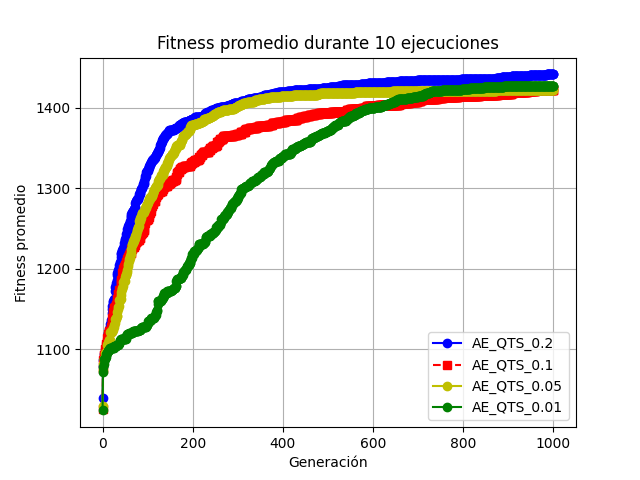 Fitness promedio durante 10 ejecuciones
Fitness promedio
1400
1300
1200
1100
0
200
400
600
800
1000
Generación
AE_QTS_0.2
AE_QTS_0.1
AE_QTS_0.05
AE_QTS_0.01